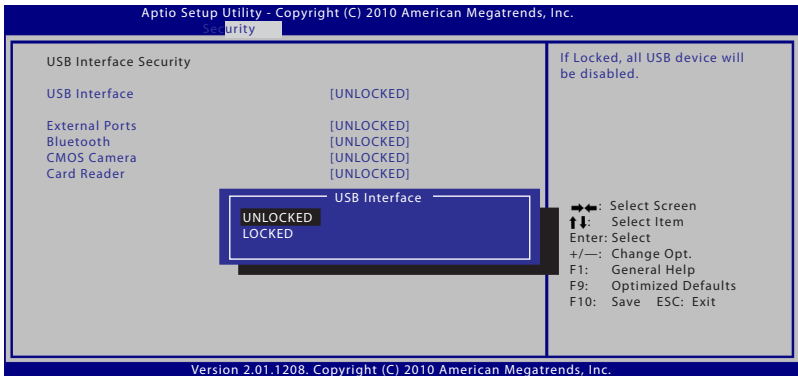 Aptio Setup Utility - Copyright (C) 2010 American Megatrends, Inc.
Security
USB Interface Security
USB Interface [UNLOCKED]
External Ports [UNLOCKED]
Bluetooth [UNLOCKED]
CMOS Camera [UNLOCKED]
Card Reader [UNLOCKED]
USB Interface
UNLOCKED
LOCKED
If Locked, all USB device will
be disabled.
→←: Select Screen
↑↓: Select Item
Enter: Select
+/—: Change Opt.
F1: General Help
F9: Optimized Defaults
F10: Save ESC: Exit
Version 2.01.1208. Copyright (C) 2010 American Megatrends, Inc.